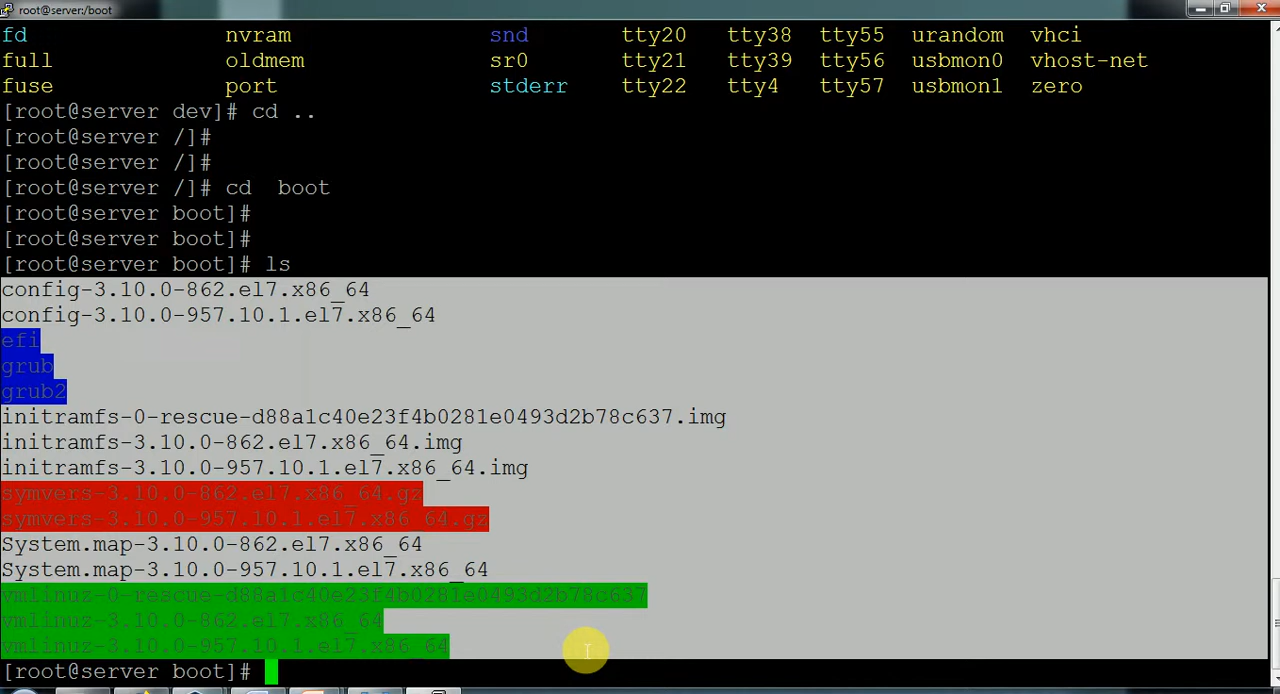 root@server:/boot
fd nvram snd tty20 tty38 tty55 urandom vhci
full oldmem sr0 tty21 tty39 tty56 usbmon0 vhost-net
fuse port stderr tty22 tty4 tty57 usbmon1 zero
[root@server dev]# cd ..
[root@server /]#
[root@server /]#
[root@server /]# cd  boot
[root@server boot]#
[root@server boot]#
[root@server boot]# ls
config-3.10.0-862.el7.x86_64
config-3.10.0-957.10.1.el7.x86_64
efi
grub
grub2
initramfs-0-rescue-d88a1c40e23f4b0281e0493d2b78c637.img
initramfs-3.10.0-862.el7.x86_64.img
initramfs-3.10.0-957.10.1.el7.x86_64.img
symvers-3.10.0-862.el7.x86_64.gz
symvers-3.10.0-957.10.1.el7.x86_64.gz
System.map-3.10.0-862.el7.x86_64
System.map-3.10.0-957.10.1.el7.x86_64
vmlinuz-0-rescue-d88a1c40e23f4b0281e0493d2b78c637
vmlinuz-3.10.0-862.el7.x86_64
vmlinuz-3.10.0-957.10.1.el7.x86_64
[root@server boot]#